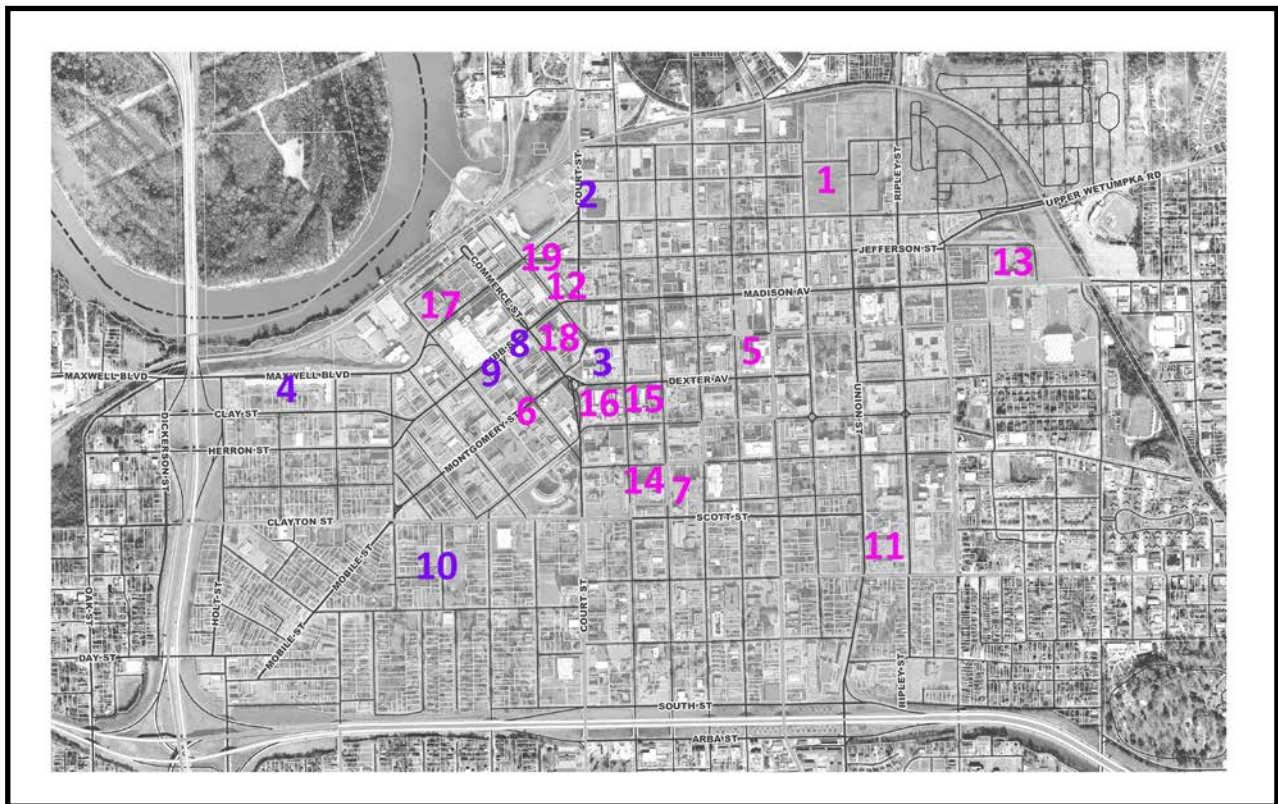 COURT ST
RIPLEY ST
1
2
UPPER WETUMPKA RD
JEFFERSON ST
COMMERCE ST
19
13
12
MADISON AV
17
18
8
BB S
3
5
9
MAXWELL BLVD
MAXWELL BLVD
4
DEXTER AV
UNION ST
16
15
6
CLAY ST
DICKERSON ST
MONTGOMERY ST
HERRON ST
14
7
CLAYTON ST
SCOTT ST
11
MOBILE ST
10
OAK ST
HOLT ST
COURT ST
MOBILE ST
DAY ST
RIPLEY ST
SOUTH ST
ARBA ST